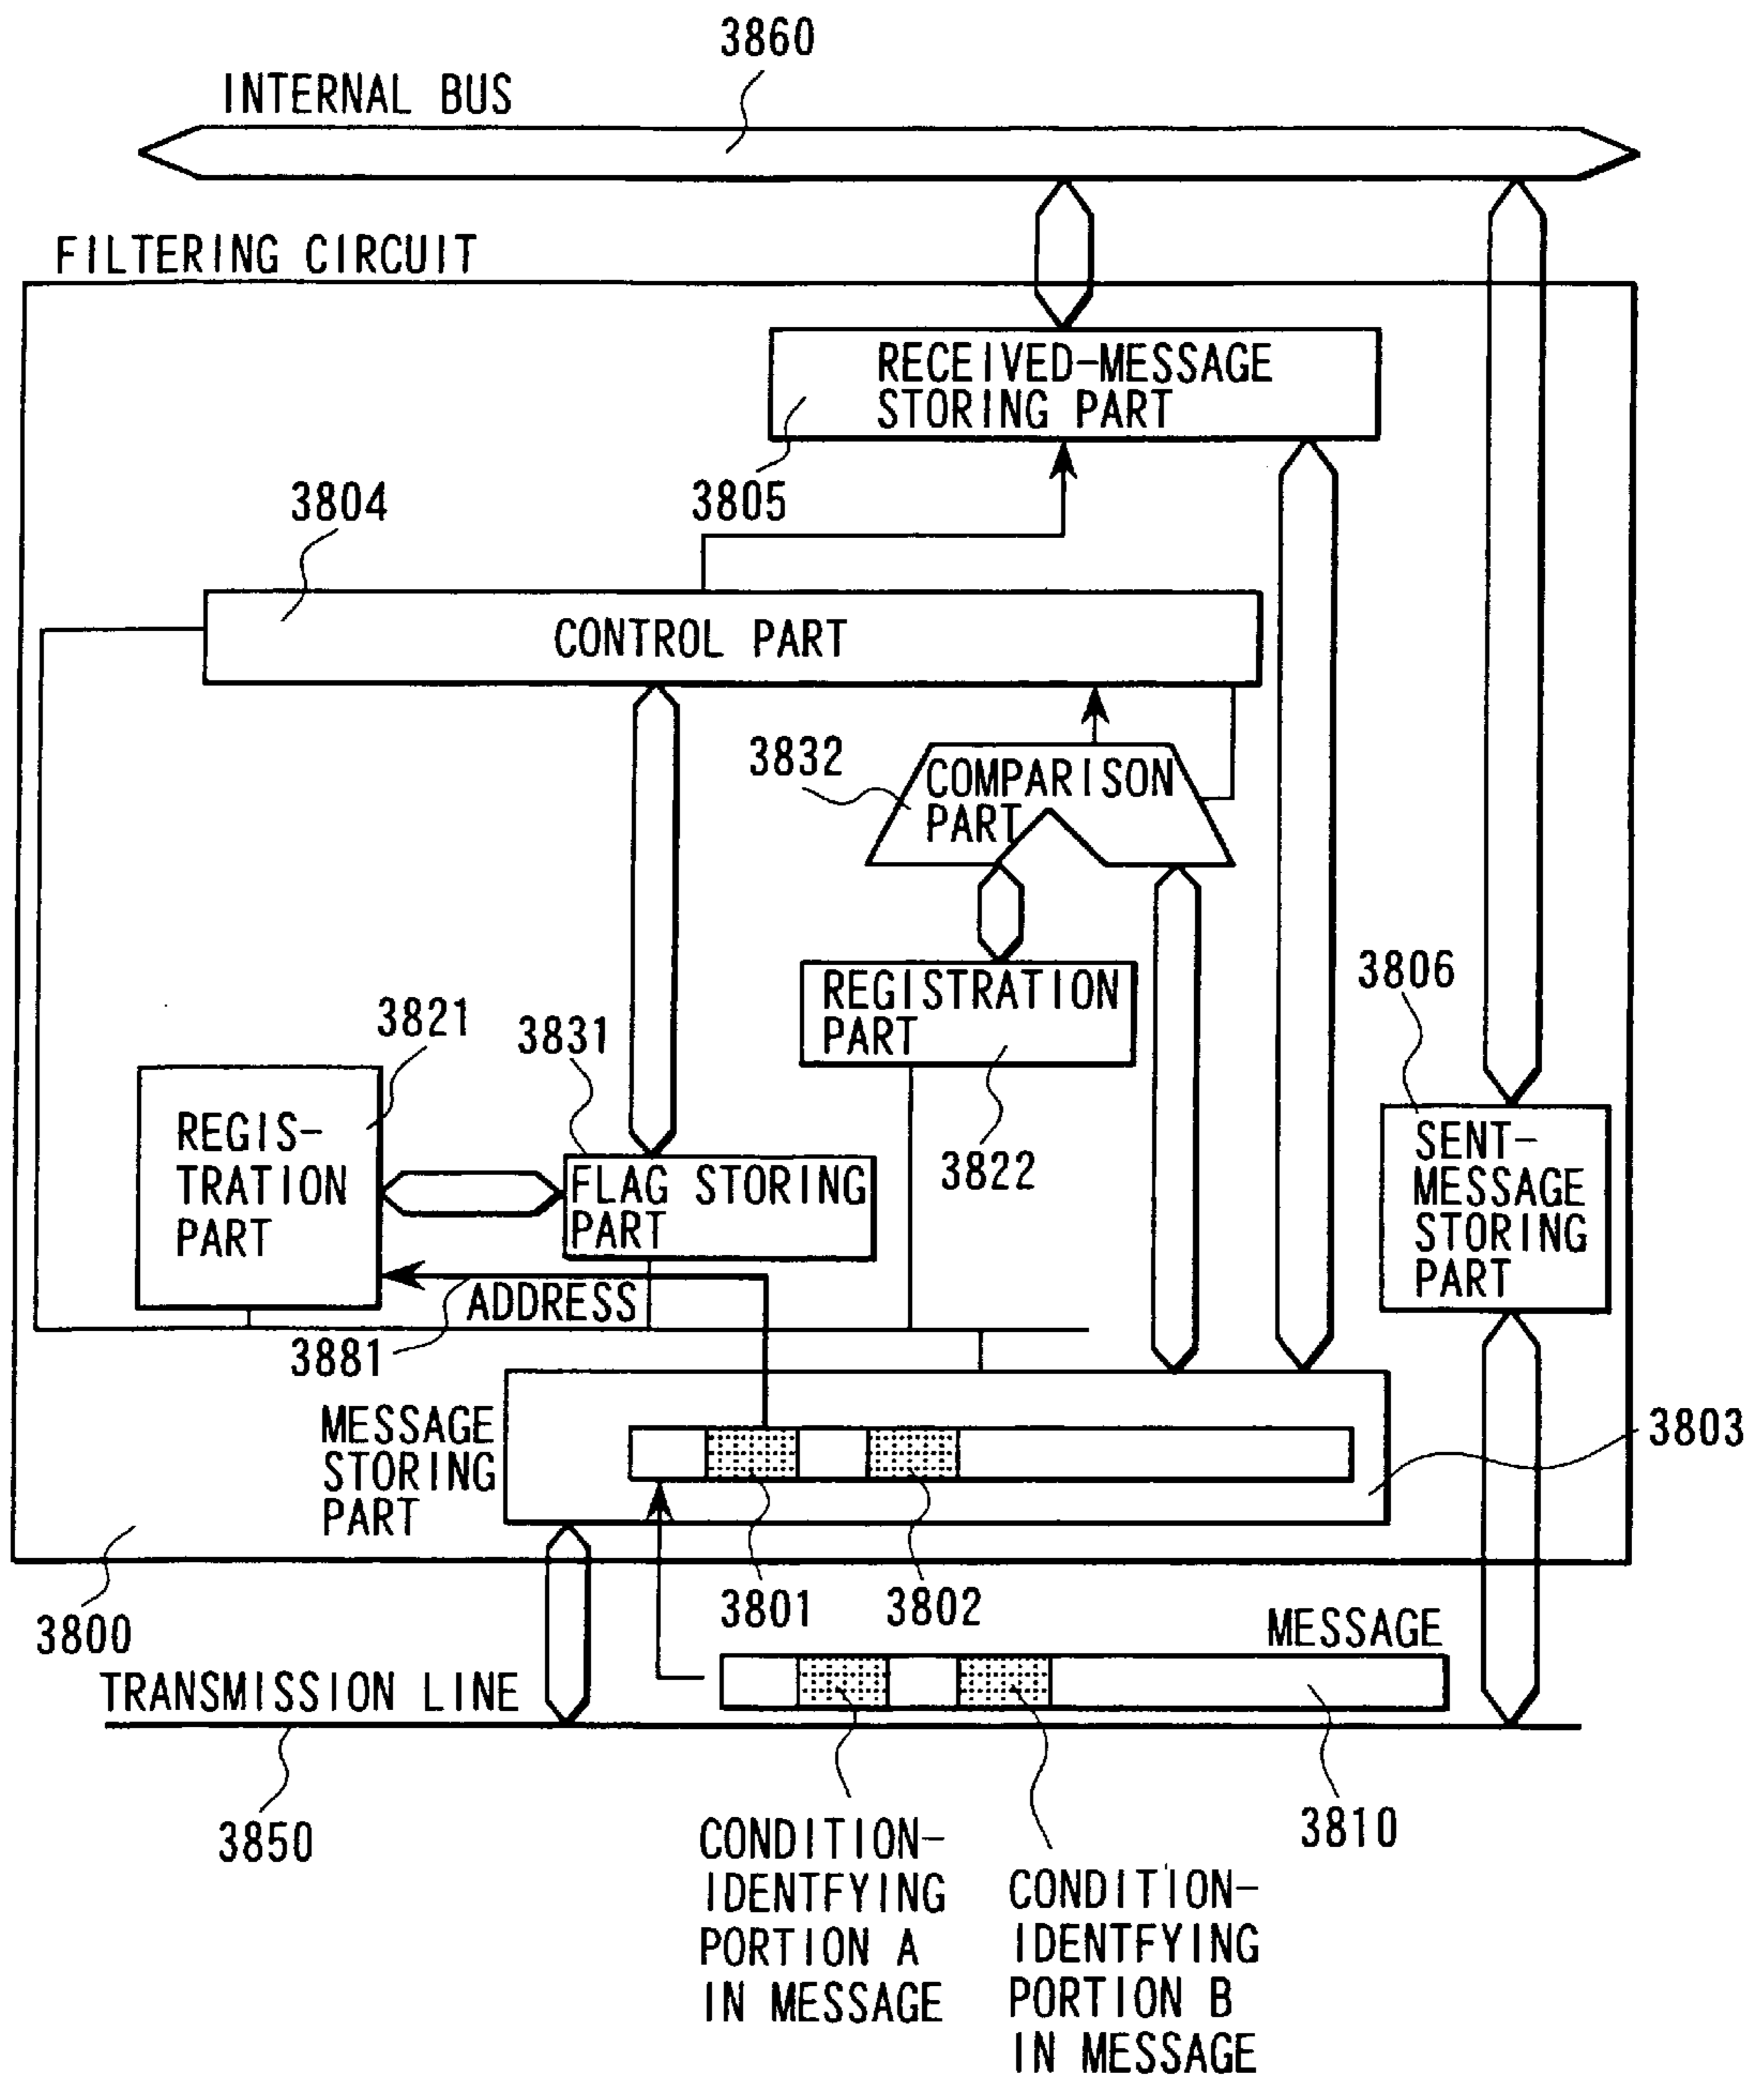 3860
INTERNAL BUS
FILTERING CIRCUIT
RECEIVED-MESSAGE
STORING PART
3805
3804
CONTROL PART
3832
COMPARISON
PART
REGISTRATION
PART
3822
3806
SENT-
MESSAGE
STORING
PART
3821
REGIS-
TRATION
PART
3831
FLAG STORING
PART
ADDRESS
3881
MESSAGE
STORING
PART
3803
3801
3802
3800
MESSAGE
TRANSMISSION LINE
3850
3810
CONDITION-
IDENTFYING
PORTION A
IN MESSAGE
CONDITION-
IDENTFYING
PORTION B
IN MESSAGE